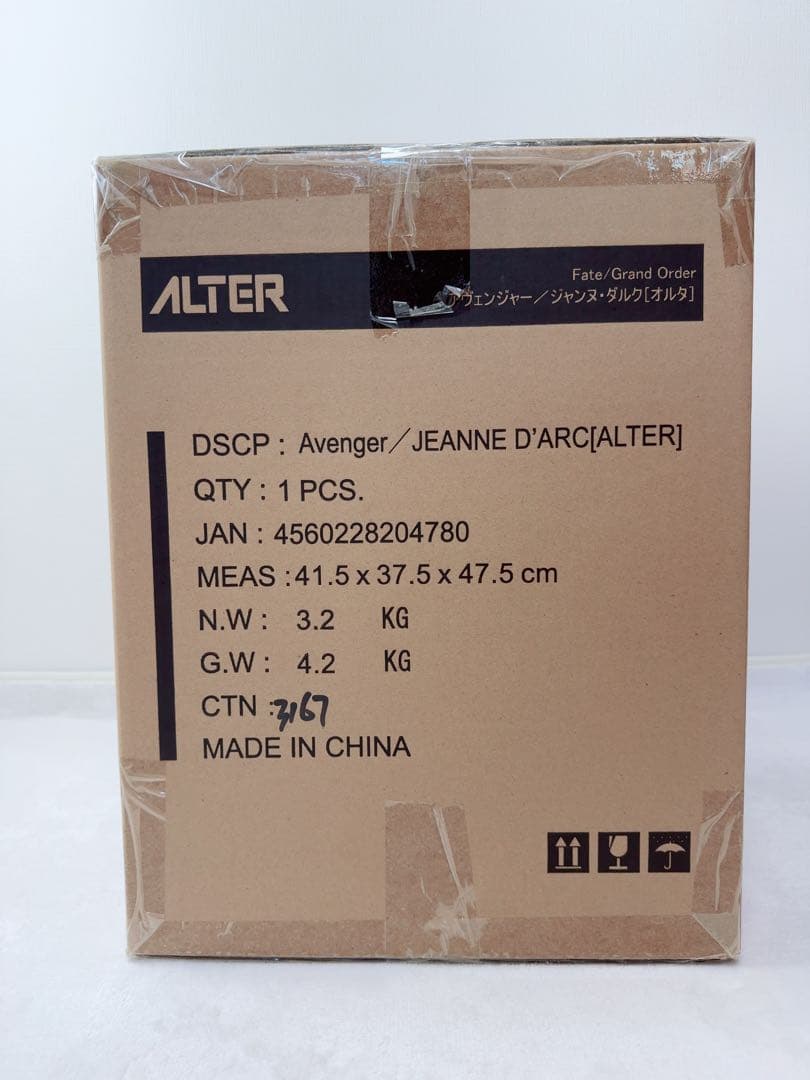 ALTER
Fate/Grand Order
アヴェンジャー／ジャンヌ・ダルク[オルタ]
DSCP : Avenger／JEANNE D'ARC[ALTER]
QTY : 1 PCS.
JAN : 4560228204780
MEAS : 41.5 x 37.5 x 47.5 cm
N.W : 3.2 KG
G.W : 4.2 KG
CTN : 3167
MADE IN CHINA